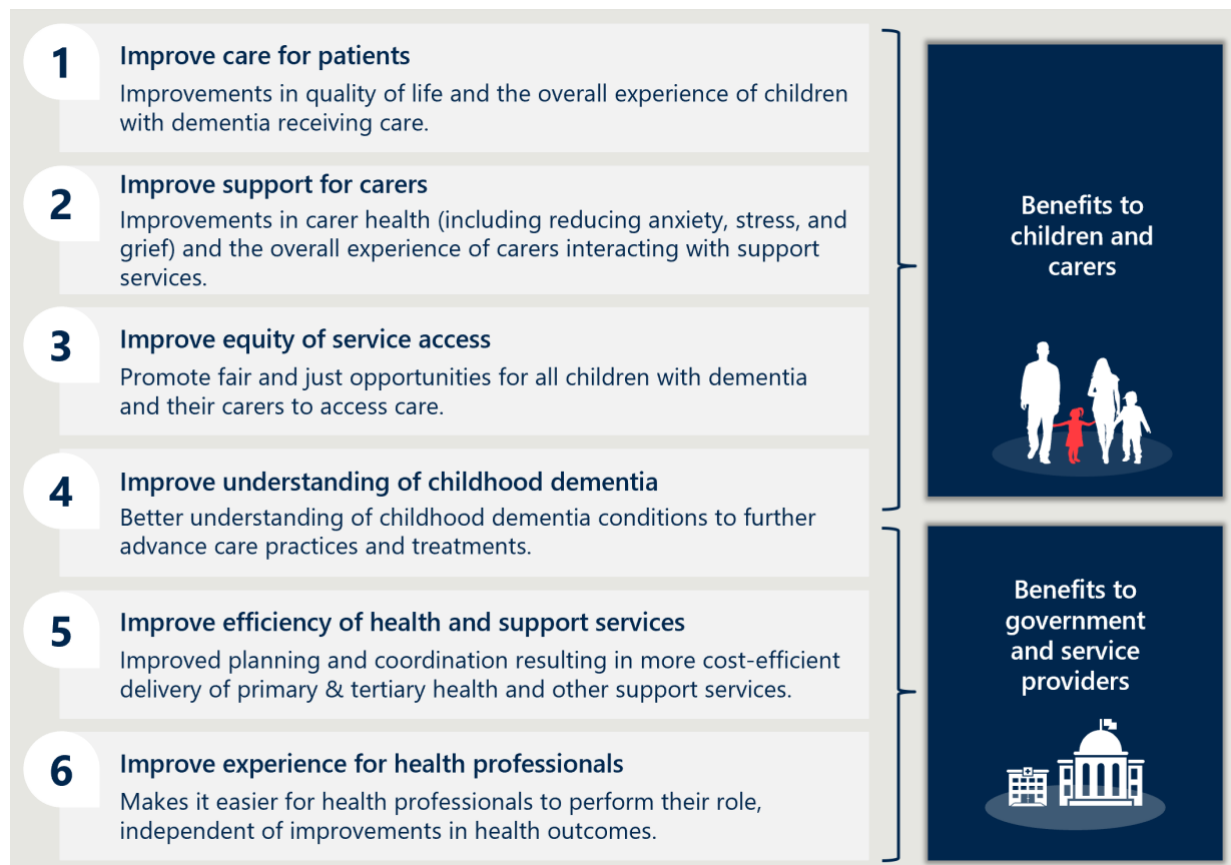 1
Improve care for patients
Improvements in quality of life and the overall experience of children
with dementia receiving care.
2
Improve support for carers
Improvements in carer health (including reducing anxiety, stress, and
grief) and the overall experience of carers interacting with support
services.
3
Improve equity of service access
Promote fair and just opportunities for all children with dementia
and their carers to access care.
4
Improve understanding of childhood dementia
Better understanding of childhood dementia conditions to further
advance care practices and treatments.
5
Improve efficiency of health and support services
Improved planning and coordination resulting in more cost-efficient
delivery of primary & tertiary health and other support services.
6
Improve experience for health professionals
Makes it easier for health professionals to perform their role,
independent of improvements in health outcomes.
Benefits to
children and
carers
Benefits to
government
and service
providers